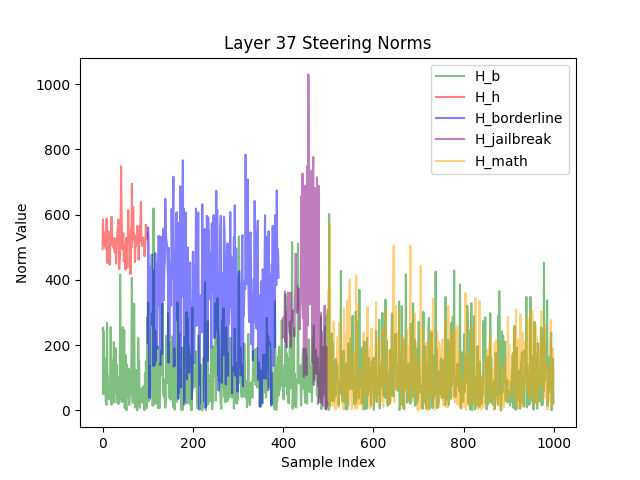 Layer 37 Steering Norms
H_b
H_h
H_borderline
H_jailbreak
H_math
Norm Value
1000
800
600
400
200
0
0
200
400
600
800
1000
Sample Index